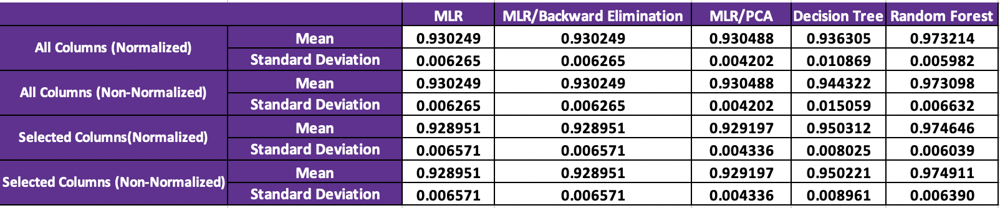 MLR MLR/Backward Elimination MLR/PCA Decision Tree Random Forest
All Columns (Normalized) Mean 0.930249 0.930249 0.930488 0.936305 0.973214
Standard Deviation 0.006265 0.006265 0.004202 0.010869 0.005982
All Columns (Non-Normalized) Mean 0.930249 0.930249 0.930488 0.944322 0.973098
Standard Deviation 0.006265 0.006265 0.004202 0.015059 0.006632
Selected Columns(Normalized) Mean 0.928951 0.928951 0.929197 0.950312 0.974646
Standard Deviation 0.006571 0.006571 0.004336 0.008025 0.006039
Selected Columns (Non-Normalized) Mean 0.928951 0.928951 0.929197 0.950221 0.974911
Standard Deviation 0.006571 0.006571 0.004336 0.008961 0.006390